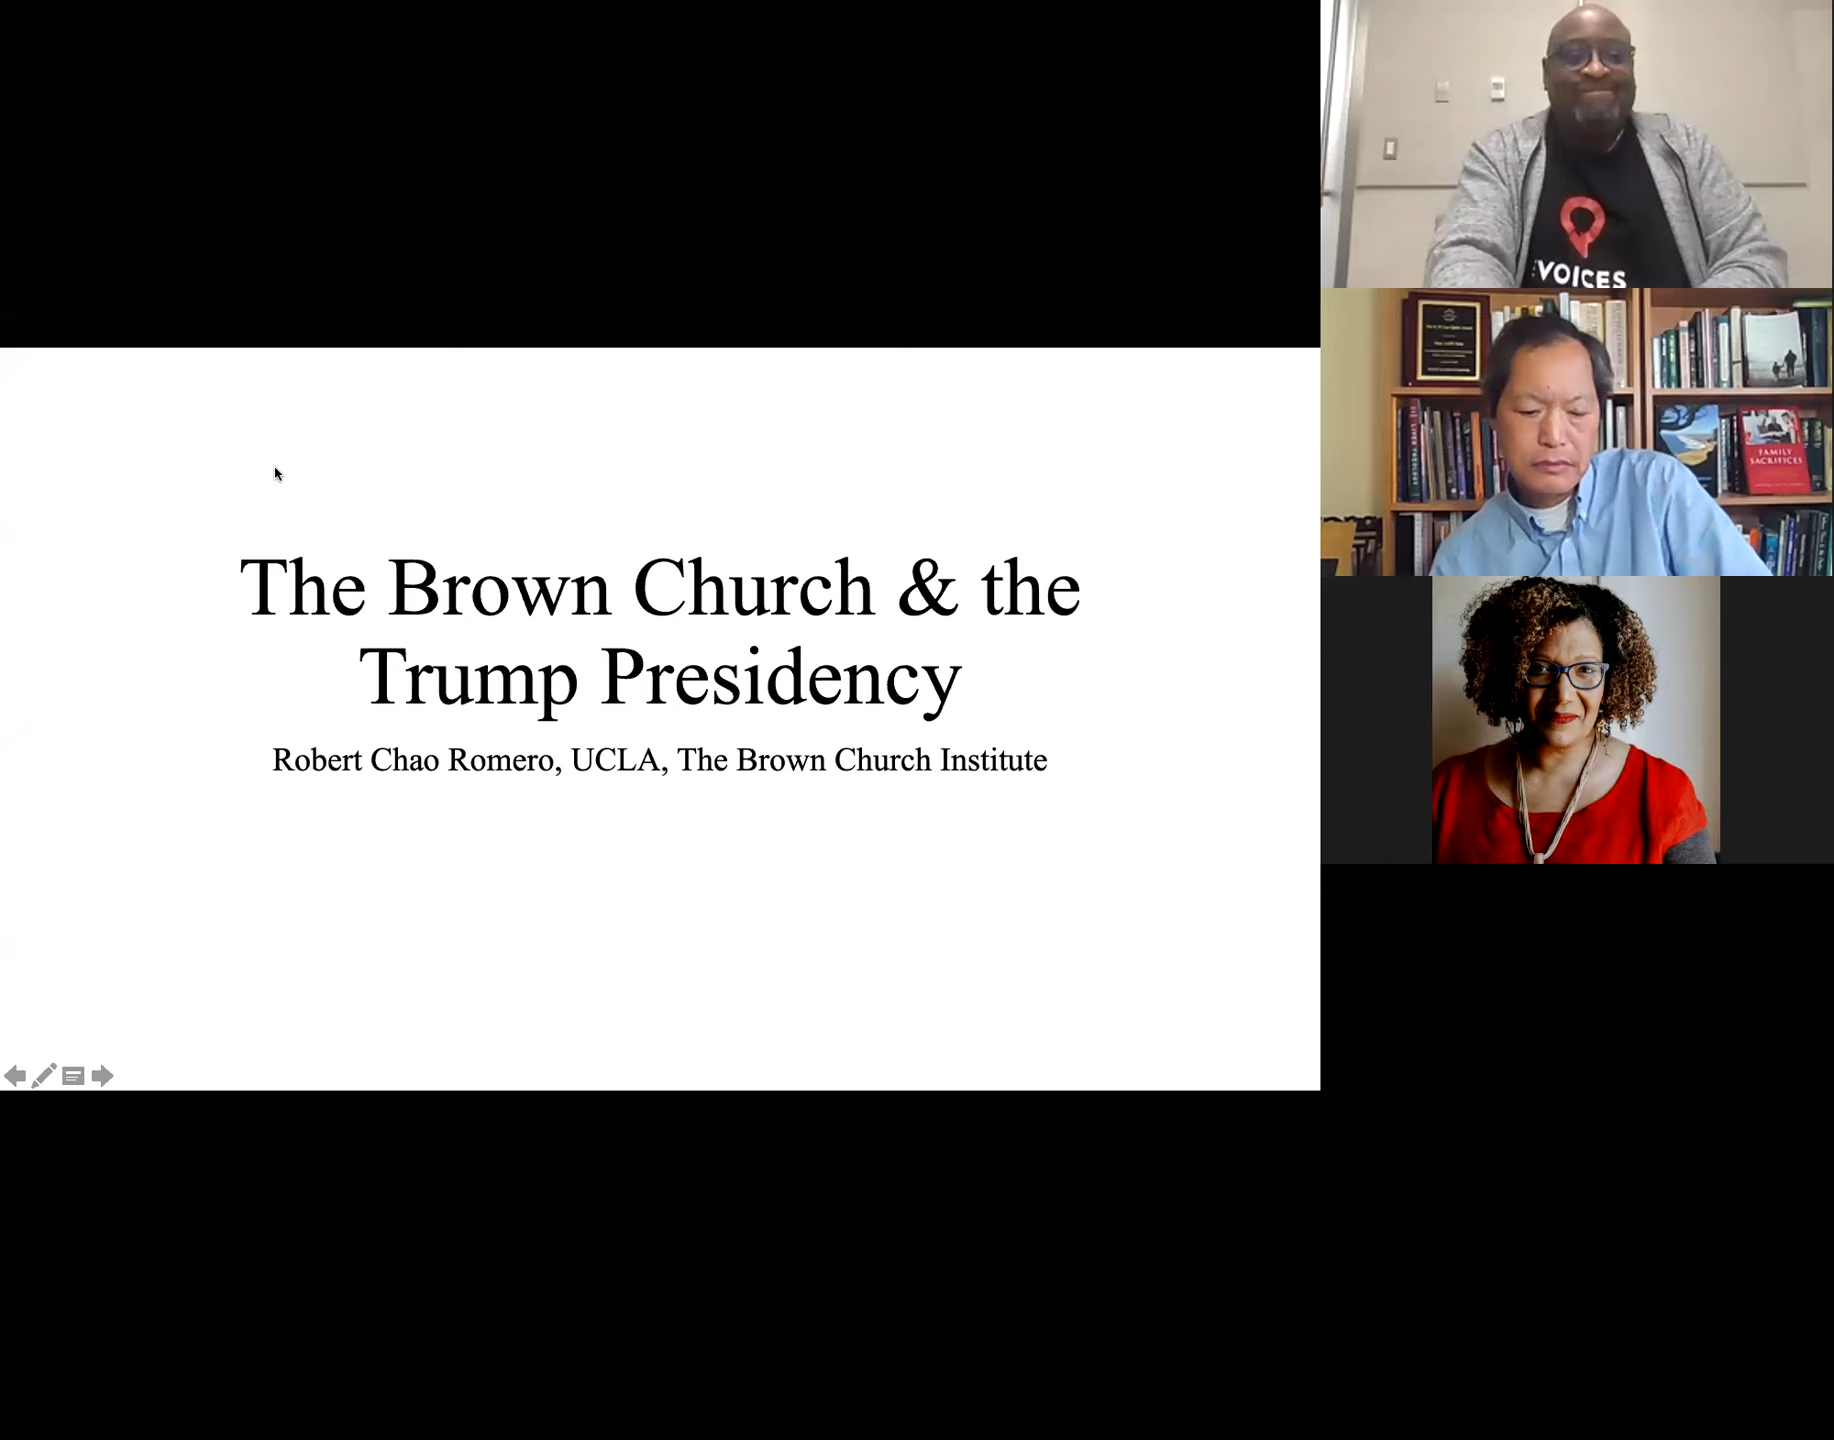 The Brown Church & the
Trump Presidency
Robert Chao Romero, UCLA, The Brown Church Institute
VOICES
FAMILY
SACRIFICES